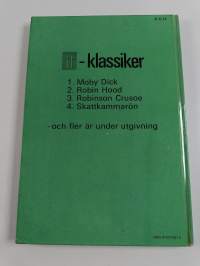 -klassiker
1. Moby Dick
2. Robin Hood
3. Robinson Crusoe
4. Skattkammarön
-och fler är under utgivning